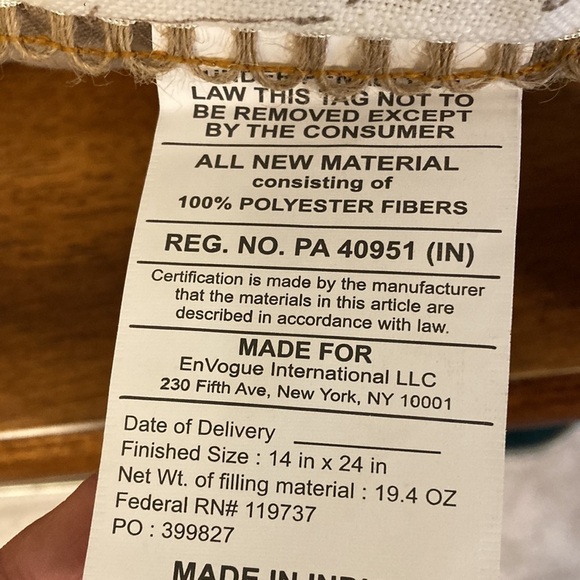 LAW THIS TAG NOT TO
BE REMOVED EXCEPT
BY THE CONSUMER
ALL NEW MATERIAL
consisting of
100% POLYESTER FIBERS
REG. NO. PA 40951 (IN)
Certification is made by the manufacturer
that the materials in this article are
described in accordance with law.
MADE FOR
EnVogue International LLC
230 Fifth Ave, New York, NY 10001
Date of Delivery
Finished Size : 14 in x 24 in
Net Wt. of filling material : 19.4 OZ
Federal RN# 119737
PO : 399827
MADE IN